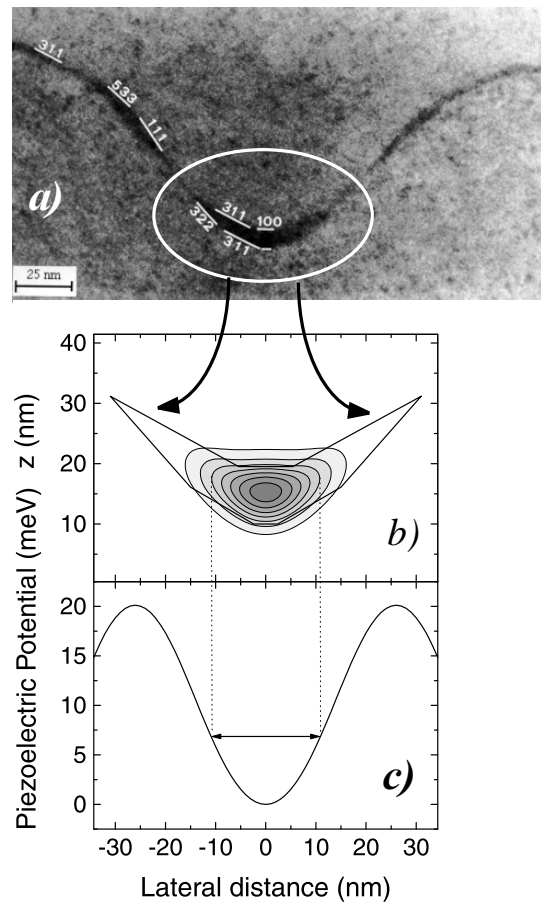 311
533
111
a)
311
100
322
311
25 nm
40
30
20
10
z (nm)
b)
20
15
10
5
0
Piezoelectric Potential (meV)
c)
-30 -20 -10 0 10 20 30
Lateral distance (nm)